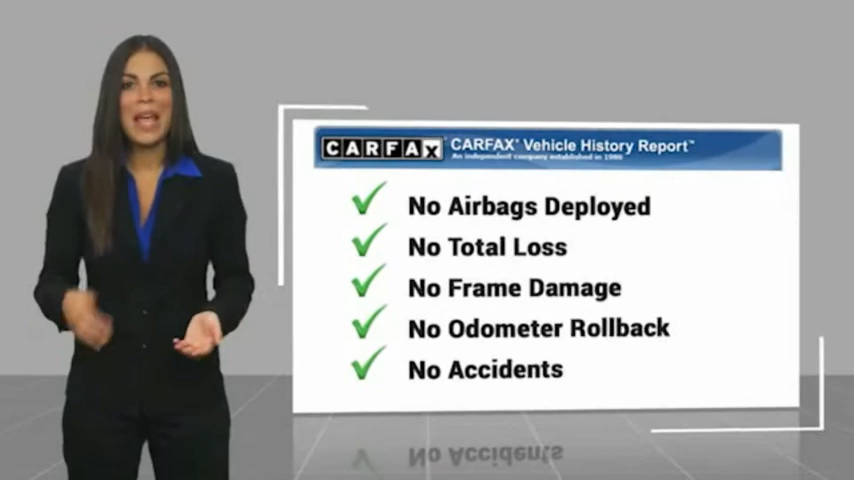 CARFAX CARFAX® Vehicle History Report™
An independent company established in 1986
No Airbags Deployed
No Total Loss
No Frame Damage
No Odometer Rollback
No Accidents
No Accidents